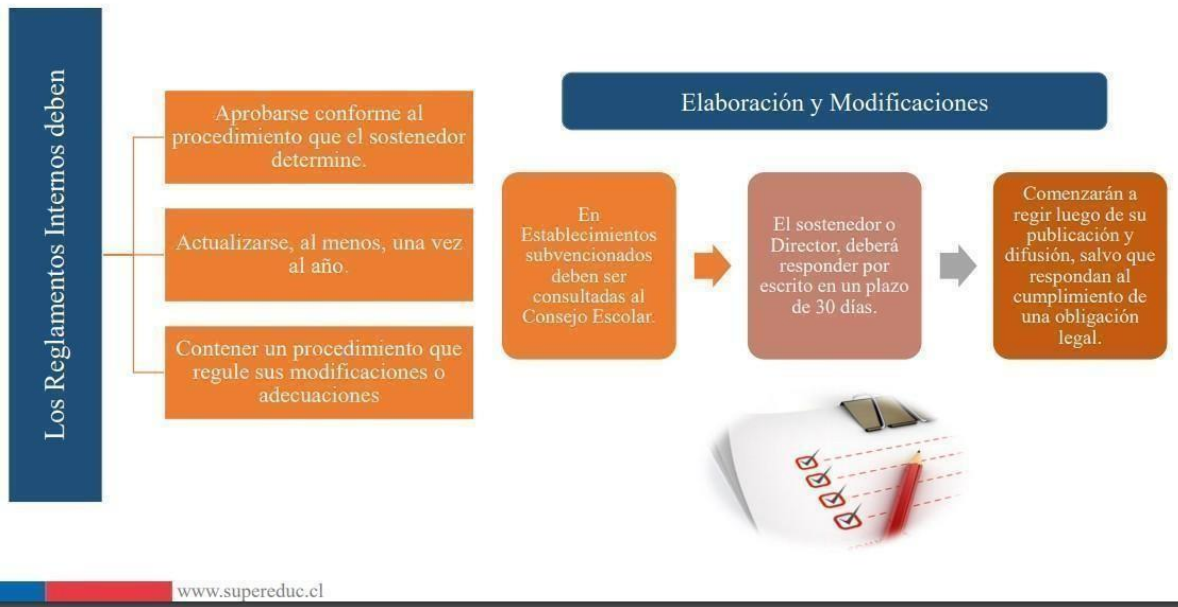 Los Reglamentos Internos deben
Aprobarse conforme al
procedimiento que el sostenedor
determine.
Actualizarse, al menos, una vez
al año.
Contener un procedimiento que
regule sus modificaciones o
adecuaciones
Elaboración y Modificaciones
En
Establecimientos
subvencionados
deben ser
consultadas al
Consejo Escolar.
El sostenedor o
Director, deberá
responder por
escrito en un plazo
de 30 días.
Comenzarán a
regir luego de su
publicación y
difusión, salvo que
respondan al
cumplimiento de
una obligación
legal.
www.supereduc.cl